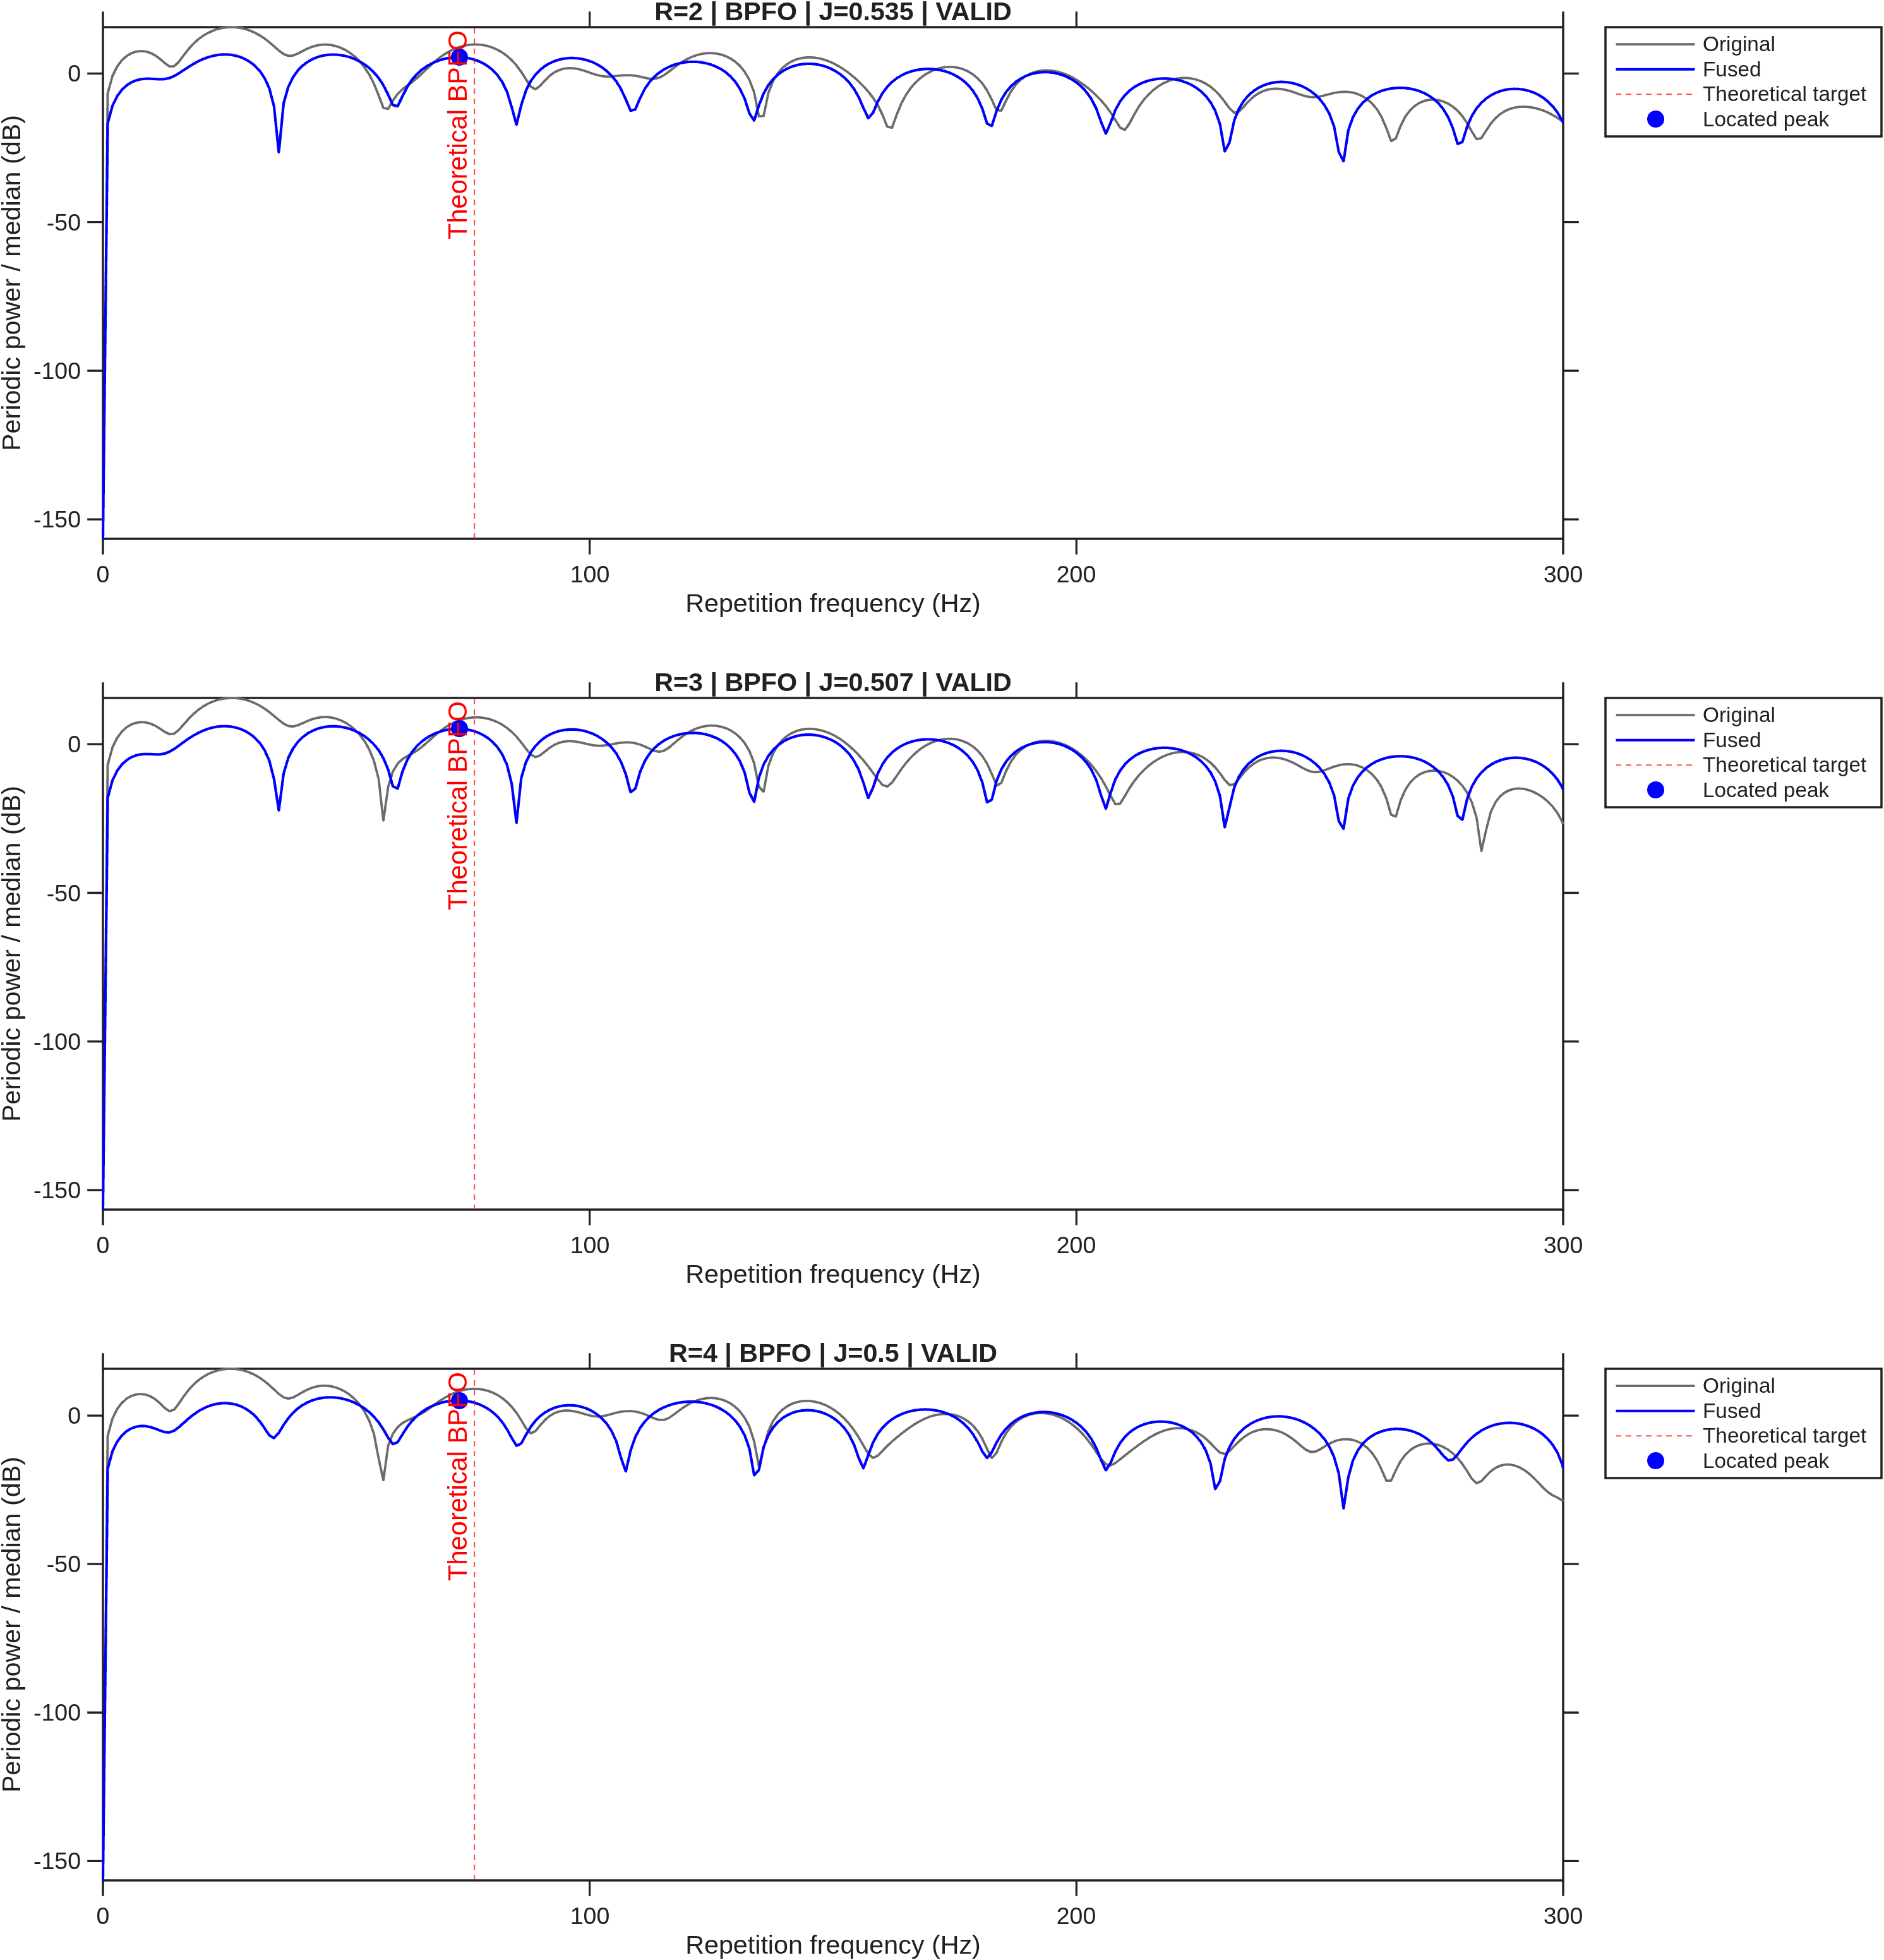 R=2 | BPFO | J=0.535 | VALID
Periodic power / median (dB)
0
-50
-100
-150
Theoretical BPFO
0
100
200
300
Repetition frequency (Hz)
Original
Fused
Theoretical target
Located peak
R=3 | BPFO | J=0.507 | VALID
Periodic power / median (dB)
0
-50
-100
-150
Theoretical BPFO
0
100
200
300
Repetition frequency (Hz)
Original
Fused
Theoretical target
Located peak
R=4 | BPFO | J=0.5 | VALID
Periodic power / median (dB)
0
-50
-100
-150
Theoretical BPFO
0
100
200
300
Repetition frequency (Hz)
Original
Fused
Theoretical target
Located peak